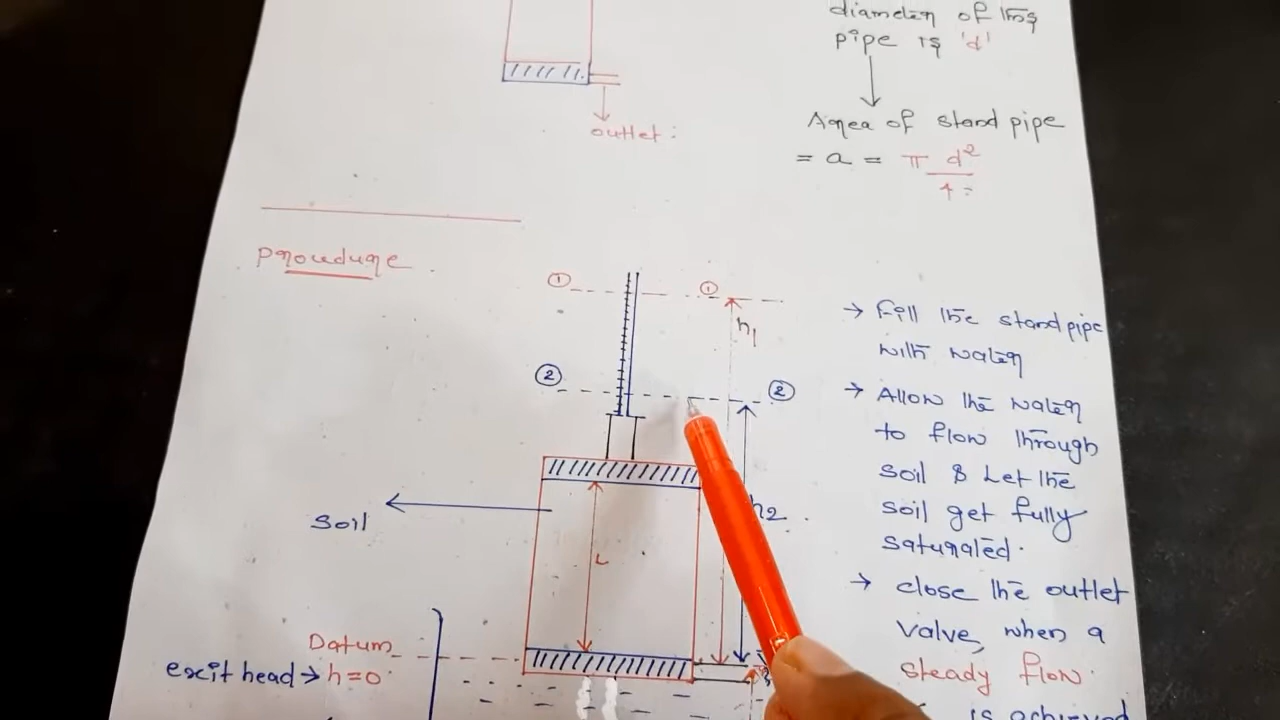 diameter of this
pipe is 'd'
Area of stand pipe
= a = π d²
4
outlet:
procedure
① ①
h₁
② ②
h2
soil
L
Datum
exit head → h=0
→ Fill the standpipe
with water
→ Allow the water
to flow through
soil & Let the
soil get fully
saturated.
→ close the outlet
valve, when a
steady flow
is achieved